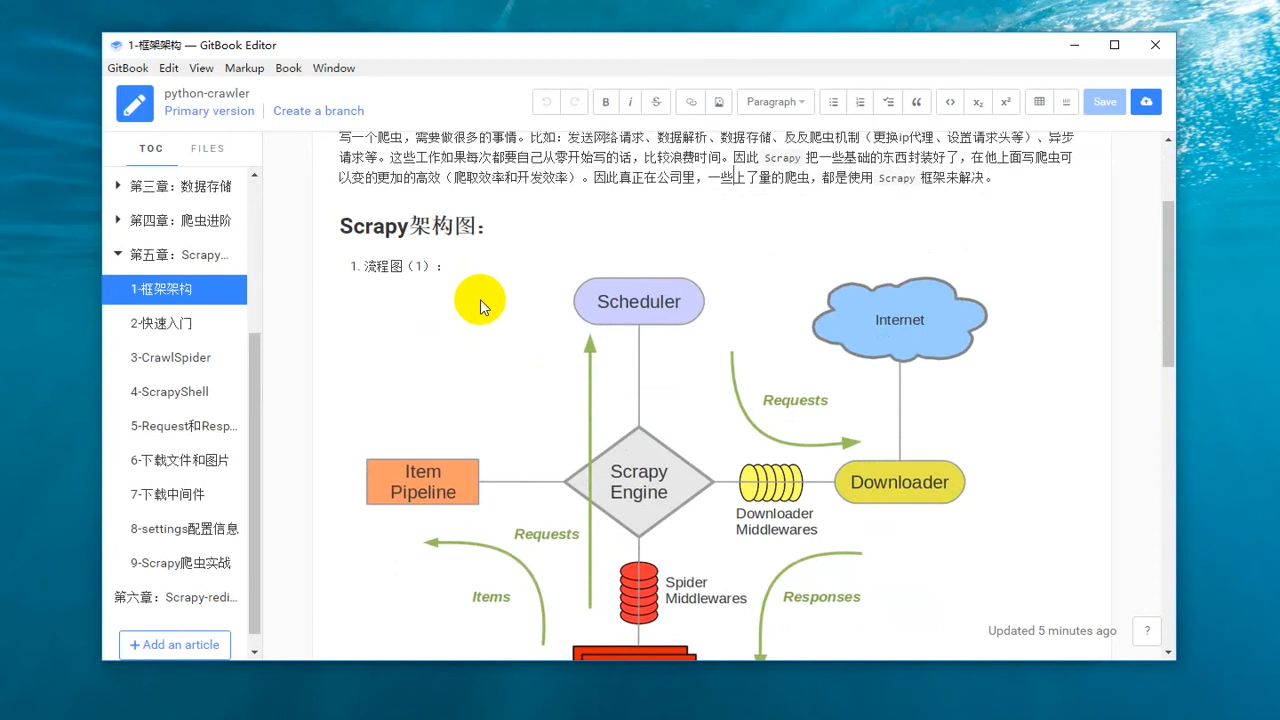 1-框架架构 — GitBook Editor
GitBook Edit View Markup Book Window
python-crawler
Primary version Create a branch
B i S Paragraph Save
TOC FILES
第三章：数据存储
第四章：爬虫进阶
第五章：Scrapy...
1-框架架构
2-快速入门
3-CrawlSpider
4-ScrapyShell
5-Request和Resp...
6-下载文件和图片
7-下载中间件
8-settings配置信息
9-Scrapy爬虫实战
第六章：Scrapy-redi...
+ Add an article
写一个爬虫，需要做很多的事情。比如：发送网络请求、数据解析、数据存储、反反爬虫机制（更换ip代理、设置请求头等）、异步
请求等。这些工作如果每次都要自己从零开始写的话，比较浪费时间。因此 Scrapy 把一些基础的东西封装好了，在他上面写爬虫可
以变的更加的高效（爬取效率和开发效率）。因此真正在公司里，一些上了量的爬虫，都是使用 Scrapy 框架来解决。
Scrapy架构图：
1. 流程图（1）：
Scheduler
Internet
Requests
Item
Pipeline
Scrapy
Engine
Downloader
Downloader
Middlewares
Requests
Spider
Middlewares
Items
Responses
Updated 5 minutes ago
?